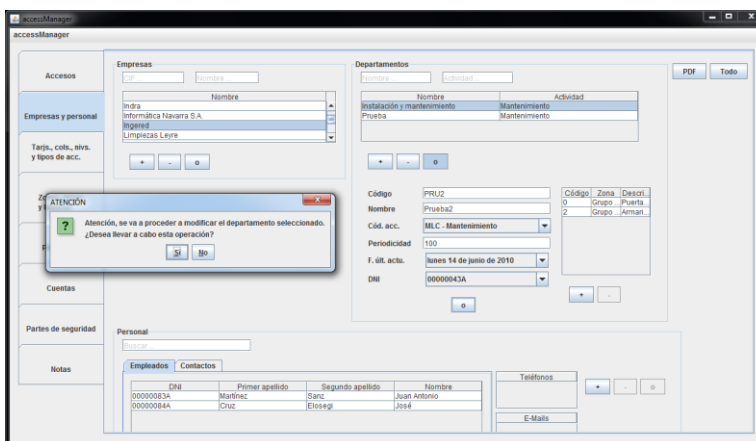 accessManager
accessManager
Accesos
Empresas y personal
Tarjs., cols., nivs.
y tipos de acc.
Cuentas
Partes de seguridad
Notas
Empresas
CIF ...
Nombre...
Nombre
Indra
Informática Navarra S.A.
Ingered
Limpiezas Leyre
+ - o
Departamentos
Nombre...
Actividad...
Nombre Actividad
Instalación y mantenimiento Mantenimiento
Prueba Mantenimiento
+ - o
PDF Todo
Código PRU2
Nombre Prueba2
Cód. acc. MLC - Mantenimiento
Periodicidad 100
F. últ. actu. lunes 14 de junio de 2010
DNI 00000043A
o
Código Zona Descri...
0 Grupo ... Puerta...
2 Grupo ... Armari...
+ -
ATENCIÓN
Atención, se va a proceder a modificar el departamento seleccionado.
¿Desea llevar a cabo esta operación?
Sí No
Personal
Buscar...
Empleados Contactos
DNI Primer apellido Segundo apellido Nombre
00000083A Martínez Sanz Juan Antonio
00000084A Cruz Elosegi José
Teléfonos
+ - o
E-Mails